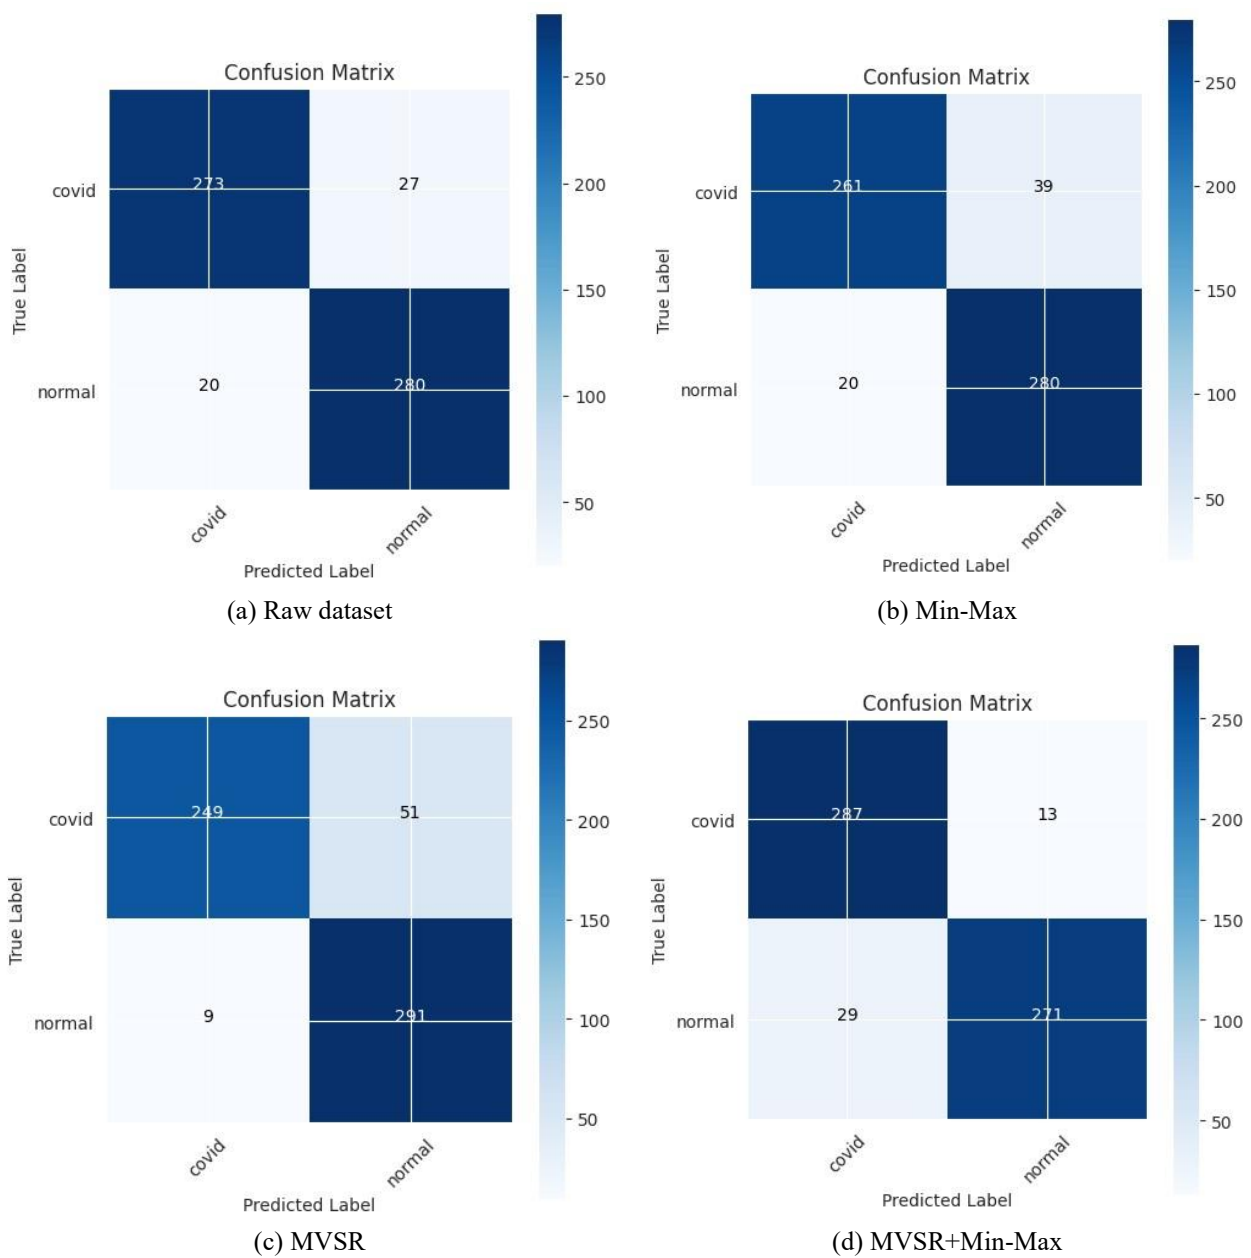 Confusion Matrix
250
200
150
100
50
True Label
covid
273
27
normal
20
280
covid
normal
Predicted Label
(a) Raw dataset
Confusion Matrix
250
200
150
100
50
True Label
covid
261
39
normal
20
280
covid
normal
Predicted Label
(b) Min-Max
Confusion Matrix
250
200
150
100
50
True Label
covid
249
51
normal
9
291
covid
normal
Predicted Label
(c) MVSR
Confusion Matrix
250
200
150
100
50
True Label
covid
287
13
normal
29
271
covid
normal
Predicted Label
(d) MVSR+Min-Max